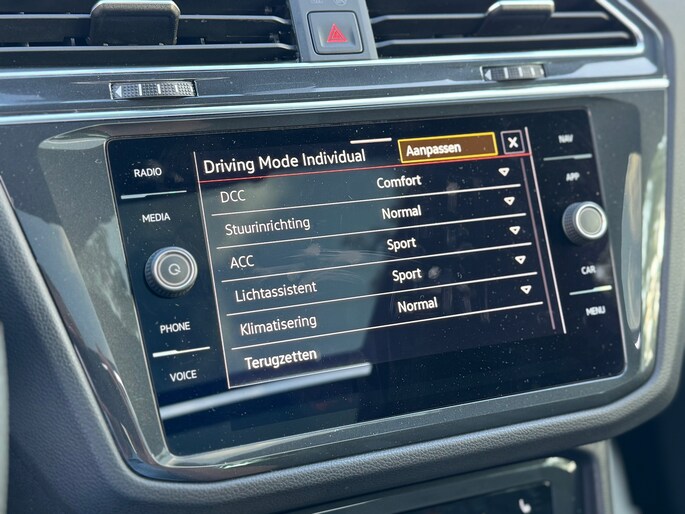 RADIO
MEDIA
PHONE
VOICE
Driving Mode Individual
Aanpassen
X
DCC Comfort
Stuurinrichting Normal
ACC Sport
Lichtassistent Sport
Klimatisering Normal
Terugzetten
NAV
APP
CAR
MENU